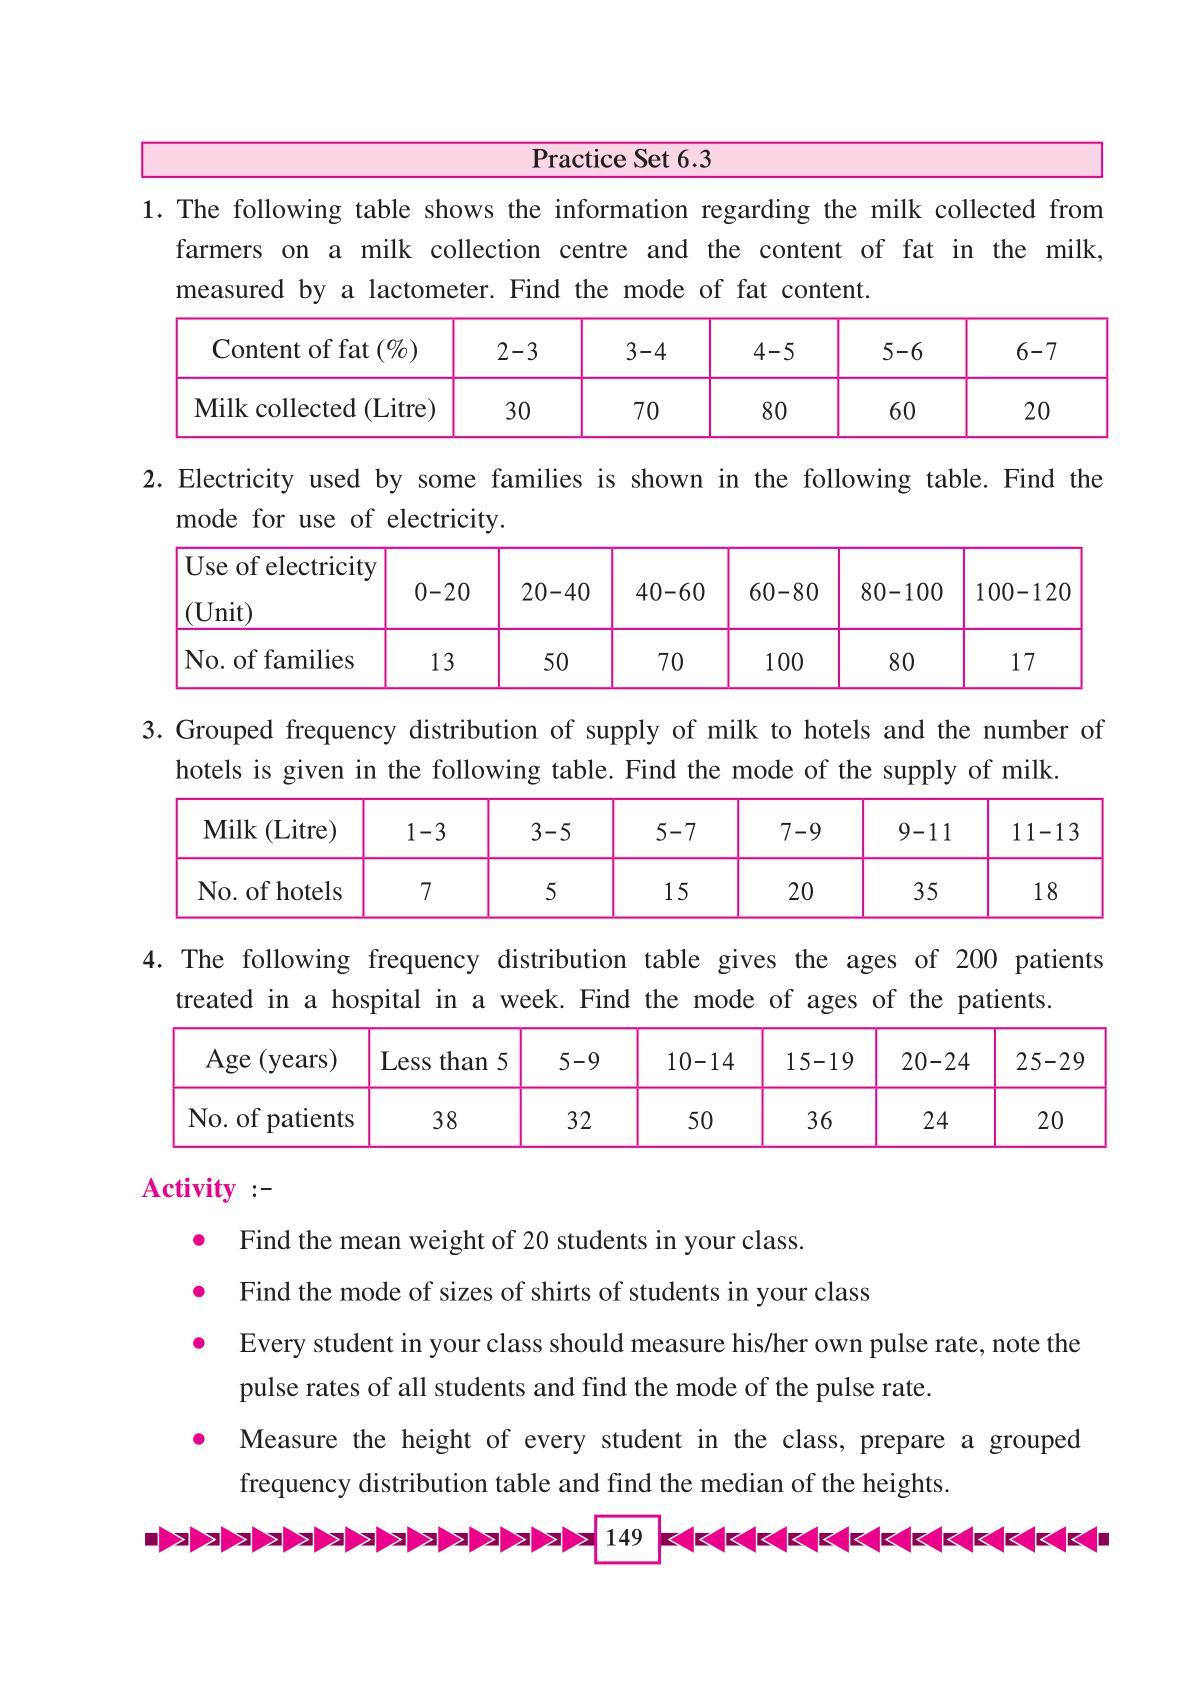 Practice Set 6.3
1. The following table shows the information regarding the milk collected from
farmers on a milk collection centre and the content of fat in the milk,
measured by a lactometer. Find the mode of fat content.
Content of fat (%) 2-3 3-4 4-5 5-6 6-7
Milk collected (Litre) 30 70 80 60 20
2. Electricity used by some families is shown in the following table. Find the
mode for use of electricity.
Use of electricity
(Unit) 0-20 20-40 40-60 60-80 80-100 100-120
No. of families 13 50 70 100 80 17
3. Grouped frequency distribution of supply of milk to hotels and the number of
hotels is given in the following table. Find the mode of the supply of milk.
Milk (Litre) 1-3 3-5 5-7 7-9 9-11 11-13
No. of hotels 7 5 15 20 35 18
4. The following frequency distribution table gives the ages of 200 patients
treated in a hospital in a week. Find the mode of ages of the patients.
Age (years) Less than 5 5-9 10-14 15-19 20-24 25-29
No. of patients 38 32 50 36 24 20
Activity :-
• Find the mean weight of 20 students in your class.
• Find the mode of sizes of shirts of students in your class
• Every student in your class should measure his/her own pulse rate, note the
pulse rates of all students and find the mode of the pulse rate.
• Measure the height of every student in the class, prepare a grouped
frequency distribution table and find the median of the heights.
149